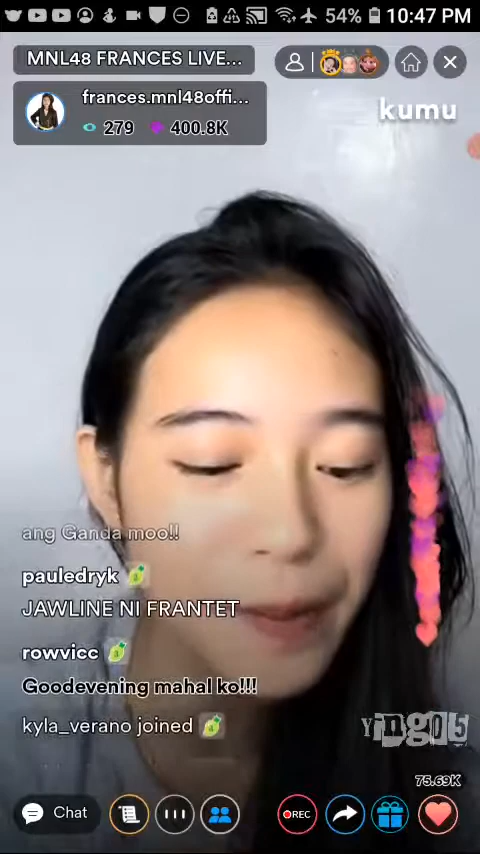 54% 10:47 PM
MNL48 FRANCES LIVE...
frances.mnl48offi...
279 400.8K
kumu
ang Ganda moo!!
pauledryk
JAWLINE NI FRANTET
rowvicc
Goodevening mahal ko!!!
kyla_verano joined
Yng05
75.69K
Chat
REC